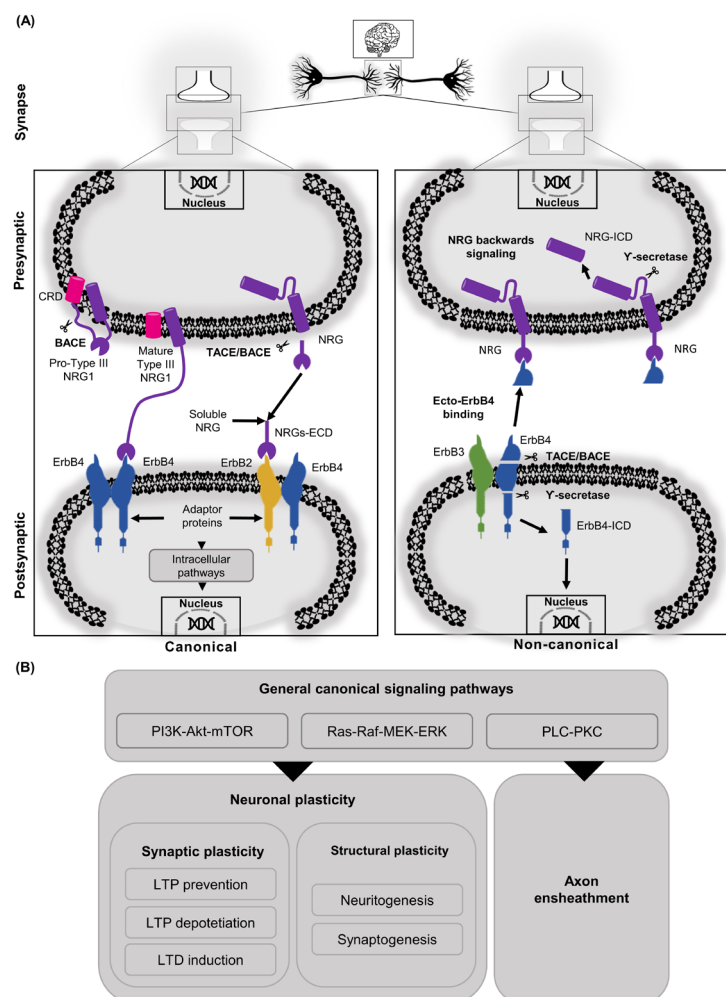 (A)
Synapse
Presynaptic
Postsynaptic
Nucleus
CRD
BACE
Pro-Type III
NRG1
Mature
Type III
NRG1
TACE/BACE
NRG
Soluble
NRG
NRGs-ECD
ErbB4
ErbB4
ErbB2
ErbB4
Adaptor
proteins
Intracellular
pathways
Nucleus
Canonical
Nucleus
NRG backwards
signaling
NRG-ICD
ϒ-secretase
NRG
NRG
Ecto-ErbB4
binding
ErbB3
ErbB4
TACE/BACE
ϒ-secretase
ErbB4-ICD
Nucleus
Non-canonical
(B)
General canonical signaling pathways
PI3K-Akt-mTOR
Ras-Raf-MEK-ERK
PLC-PKC
Neuronal plasticity
Synaptic plasticity
LTP prevention
LTP depotetiation
LTD induction
Structural plasticity
Neuritogenesis
Synaptogenesis
Axon
ensheathment